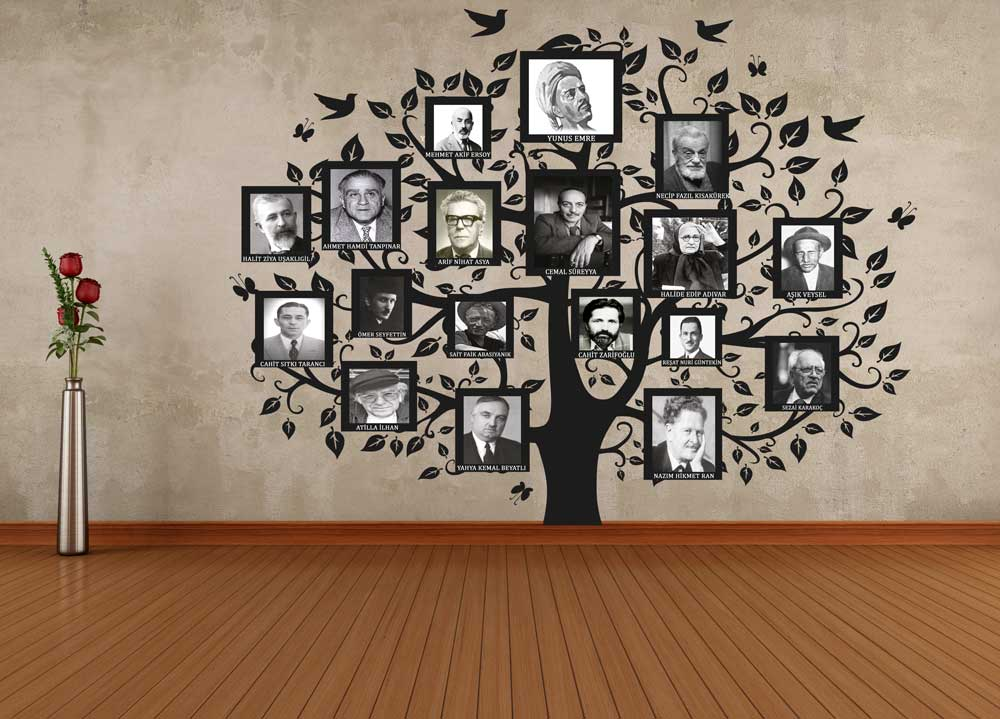 YUNUS EMRE
MEHMET AKİF ERSOY
NECİP FAZIL KISAKÜREK
AHMET HAMDİ TANPINAR
HALİT ZİYA UŞAKLIGİL
ARİF NİHAT ASYA
CEMAL SÜREYYA
HALİDE EDİP ADIVAR
AŞIK VEYSEL
ÖMER SEYFETTİN
CAHİT SITKI TARANCI
SAİT FAİK ABASIYANIK
CAHİT ZARİFOĞLU
REŞAT NURİ GÜNTEKİN
SEZAİ KARAKOÇ
ATİLLA İLHAN
YAHYA KEMAL BEYATLI
NAZIM HİKMET RAN